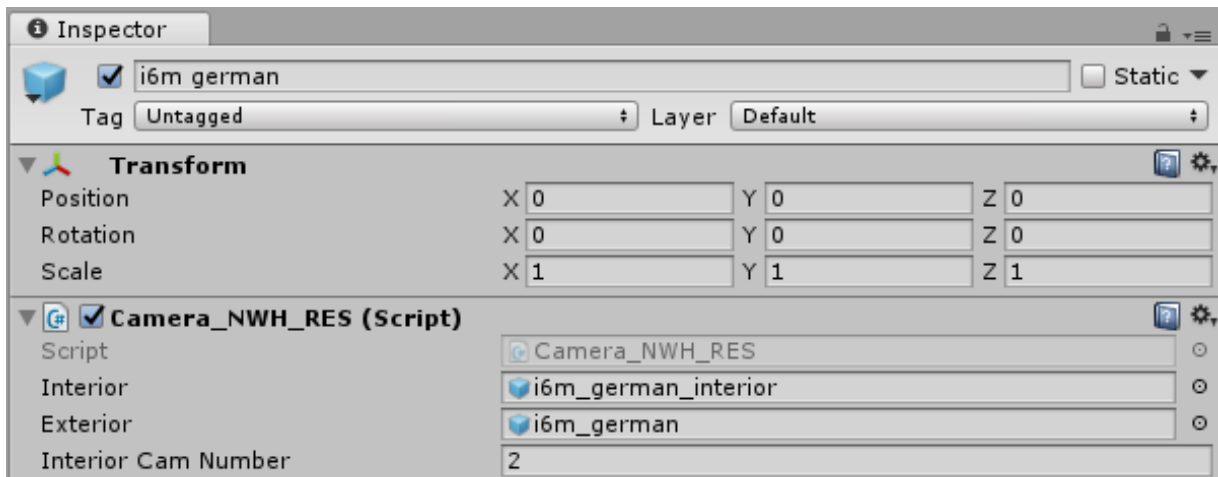 Inspector
i6m german Static
Tag Untagged Layer Default
Transform
Position X 0 Y 0 Z 0
Rotation X 0 Y 0 Z 0
Scale X 1 Y 1 Z 1
Camera_NWH_RES (Script)
Script Camera_NWH_RES
Interior i6m_german_interior
Exterior i6m_german
Interior Cam Number 2